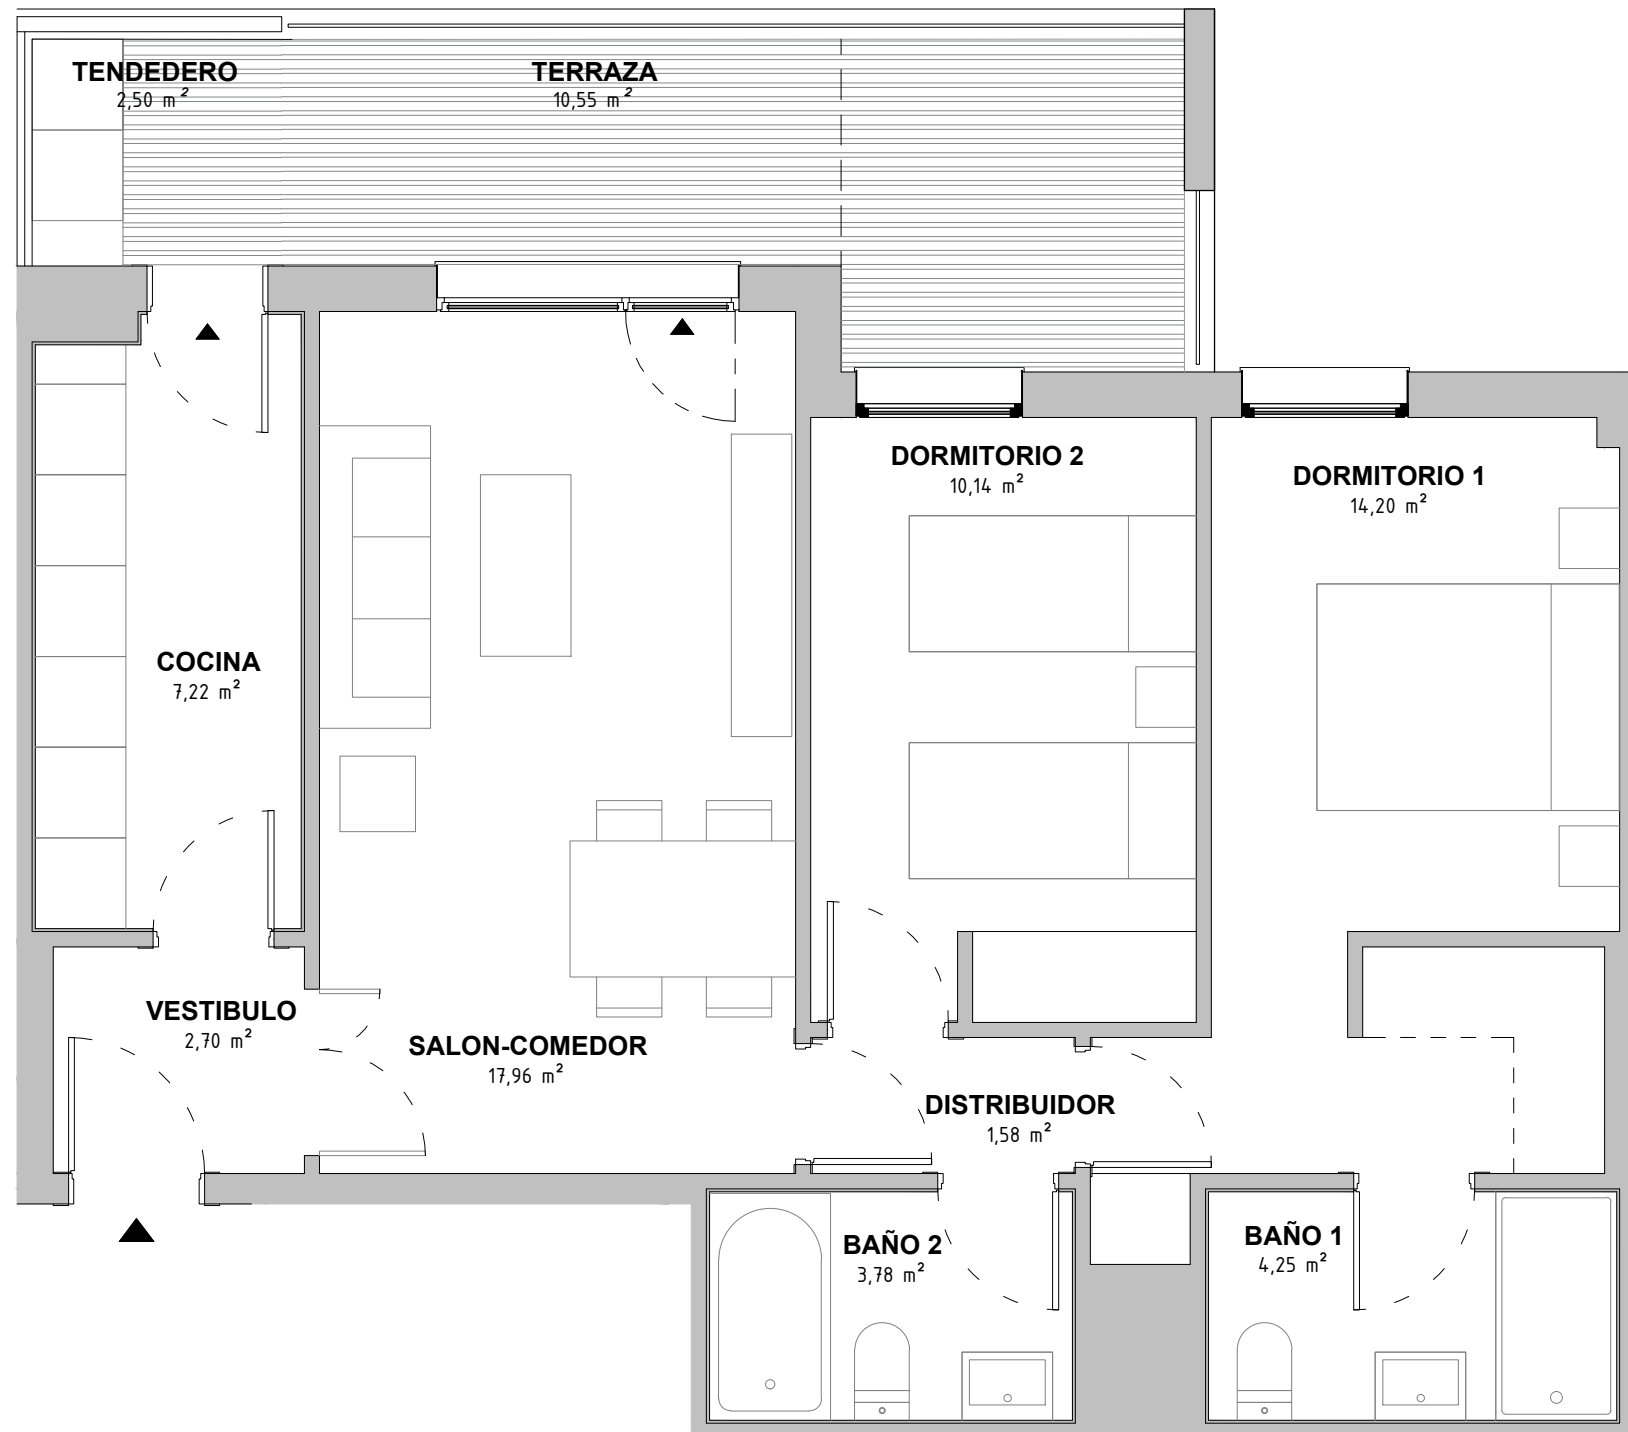 TENDEDERO
2,50 m²
TERRAZA
10,55 m²
DORMITORIO 2
10,14 m²
DORMITORIO 1
14,20 m²
COCINA
7,22 m²
VESTIBULO
2,70 m²
SALON-COMEDOR
17,96 m²
DISTRIBUIDOR
1,58 m²
BAÑO 2
3,78 m²
BAÑO 1
4,25 m²